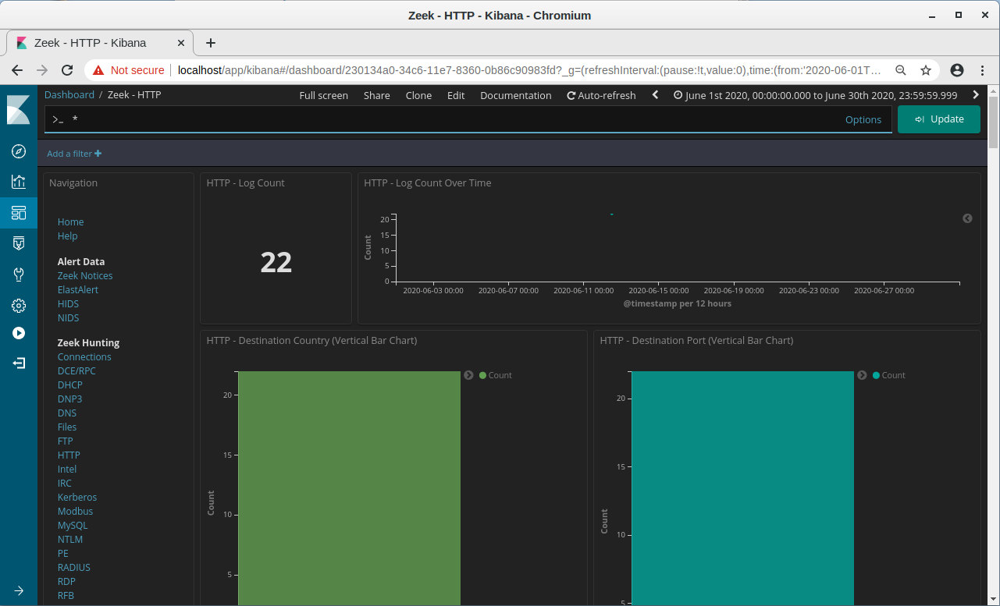 Zeek - HTTP - Kibana - Chromium
Zeek - HTTP - Kibana
Not secure
localhost/app/kibana#/dashboard/230134a0-34c6-11e7-8360-0b86c90983fd?_g=(refreshInterval:(pause:!t,value:0),time:(from:'2020-06-01T…
Dashboard / Zeek - HTTP
Full screen Share Clone Edit Documentation Auto-refresh June 1st 2020, 00:00:00.000 to June 30th 2020, 23:59:59.999
>_ *
Options
Update
Add a filter +
Navigation
Home
Help
Alert Data
Zeek Notices
ElastAlert
HIDS
NIDS
Zeek Hunting
Connections
DCE/RPC
DHCP
DNP3
DNS
Files
FTP
HTTP
Intel
IRC
Kerberos
Modbus
MySQL
NTLM
PE
RADIUS
RDP
RFB
HTTP - Log Count
22
HTTP - Log Count Over Time
Count
20
15
10
5
0
2020-06-03 00:00 2020-06-07 00:00 2020-06-11 00:00 2020-06-15 00:00 2020-06-19 00:00 2020-06-23 00:00 2020-06-27 00:00
@timestamp per 12 hours
HTTP - Destination Country (Vertical Bar Chart)
Count
20
15
10
5
Count
HTTP - Destination Port (Vertical Bar Chart)
Count
20
15
10
5
Count